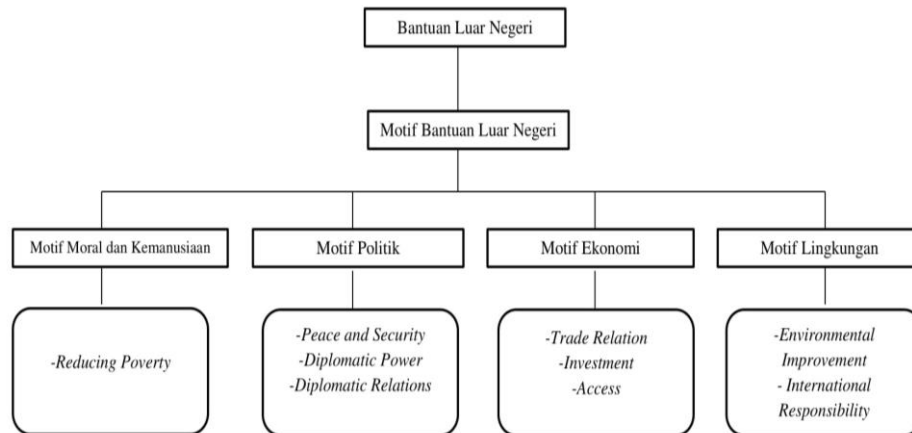 Bantuan Luar Negeri
Motif Bantuan Luar Negeri
Motif Moral dan Kemanusiaan
Motif Politik
Motif Ekonomi
Motif Lingkungan
-Reducing Poverty
-Peace and Security
-Diplomatic Power
-Diplomatic Relations
-Trade Relation
-Investment
-Access
-Environmental
Improvement
- International
Responsibility